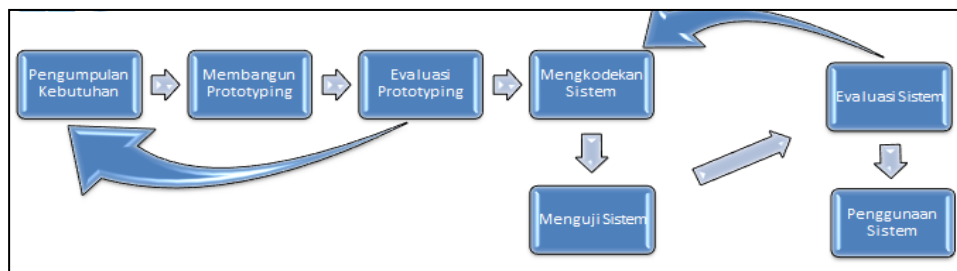 Pengumpulan
Kebutuhan
Membangun
Prototyping
Evaluasi
Prototyping
Mengkodekan
Sistem
Menguji Sistem
Evaluasi Sistem
Penggunaan
Sistem